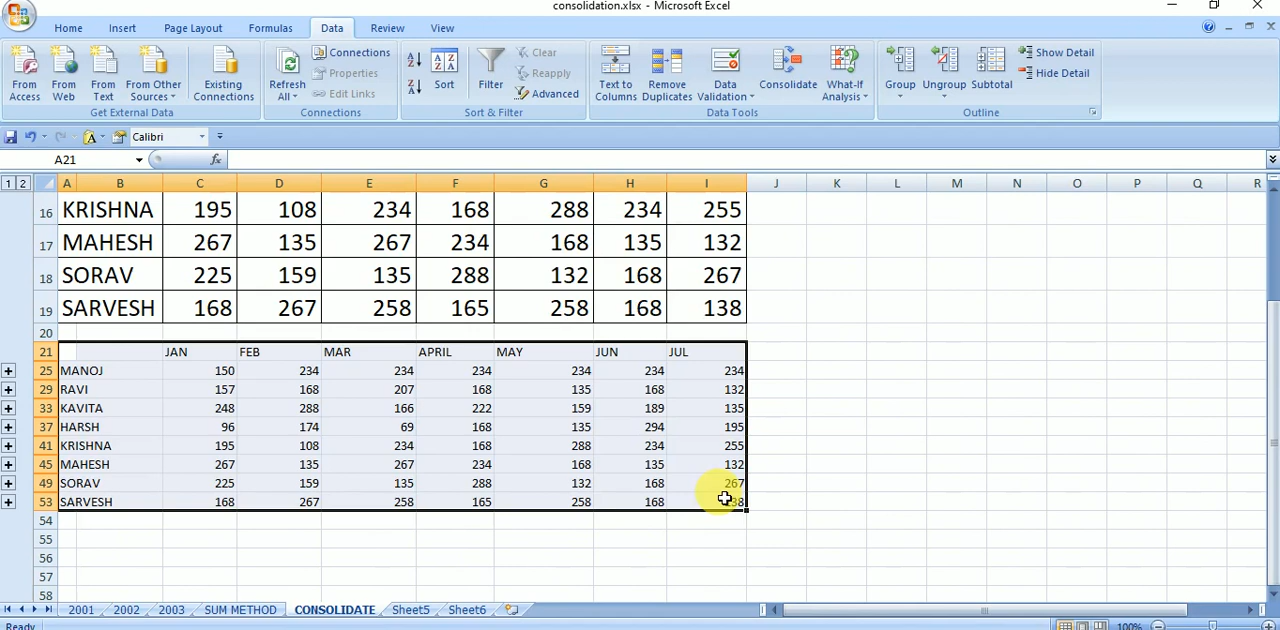 consolidation.xlsx - Microsoft Excel
Home Insert Page Layout Formulas Data Review View
From Access
From Web
From Text
From Other Sources
Existing Connections
Get External Data
Refresh All
Connections
Properties
Edit Links
Connections
Sort
Filter
Clear
Reapply
Advanced
Sort & Filter
Text to Columns
Remove Duplicates
Data Validation
Consolidate
What-If Analysis
Data Tools
Group
Ungroup
Subtotal
Show Detail
Hide Detail
Outline
Calibri
A21 fx
1 2 A B C D E F G H I J K L M N O P Q R
16 KRISHNA 195 108 234 168 288 234 255
17 MAHESH 267 135 267 234 168 135 132
18 SORAV 225 159 135 288 132 168 267
19 SARVESH 168 267 258 165 258 168 138
20
21 JAN FEB MAR APRIL MAY JUN JUL
25 MANOJ 150 234 234 234 234 234 234
29 RAVI 157 168 207 168 135 168 132
33 KAVITA 248 288 166 222 159 189 135
37 HARSH 96 174 69 168 135 294 195
41 KRISHNA 195 108 234 168 288 234 255
45 MAHESH 267 135 267 234 168 135 132
49 SORAV 225 159 135 288 132 168 267
53 SARVESH 168 267 258 165 258 168 138
54
55
56
57
58
2001 2002 2003 SUM METHOD CONSOLIDATE Sheet5 Sheet6
Ready 100%